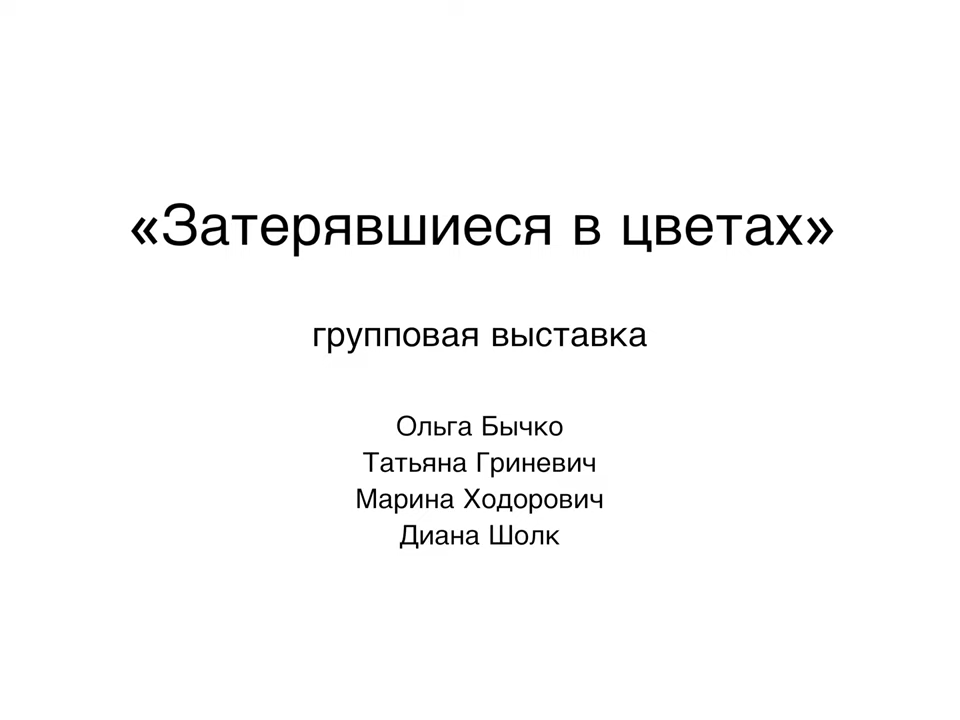 «Затерявшиеся в цветах»
групповая выставка
Ольга Бычко
Татьяна Гриневич
Марина Ходорович
Диана Шолк